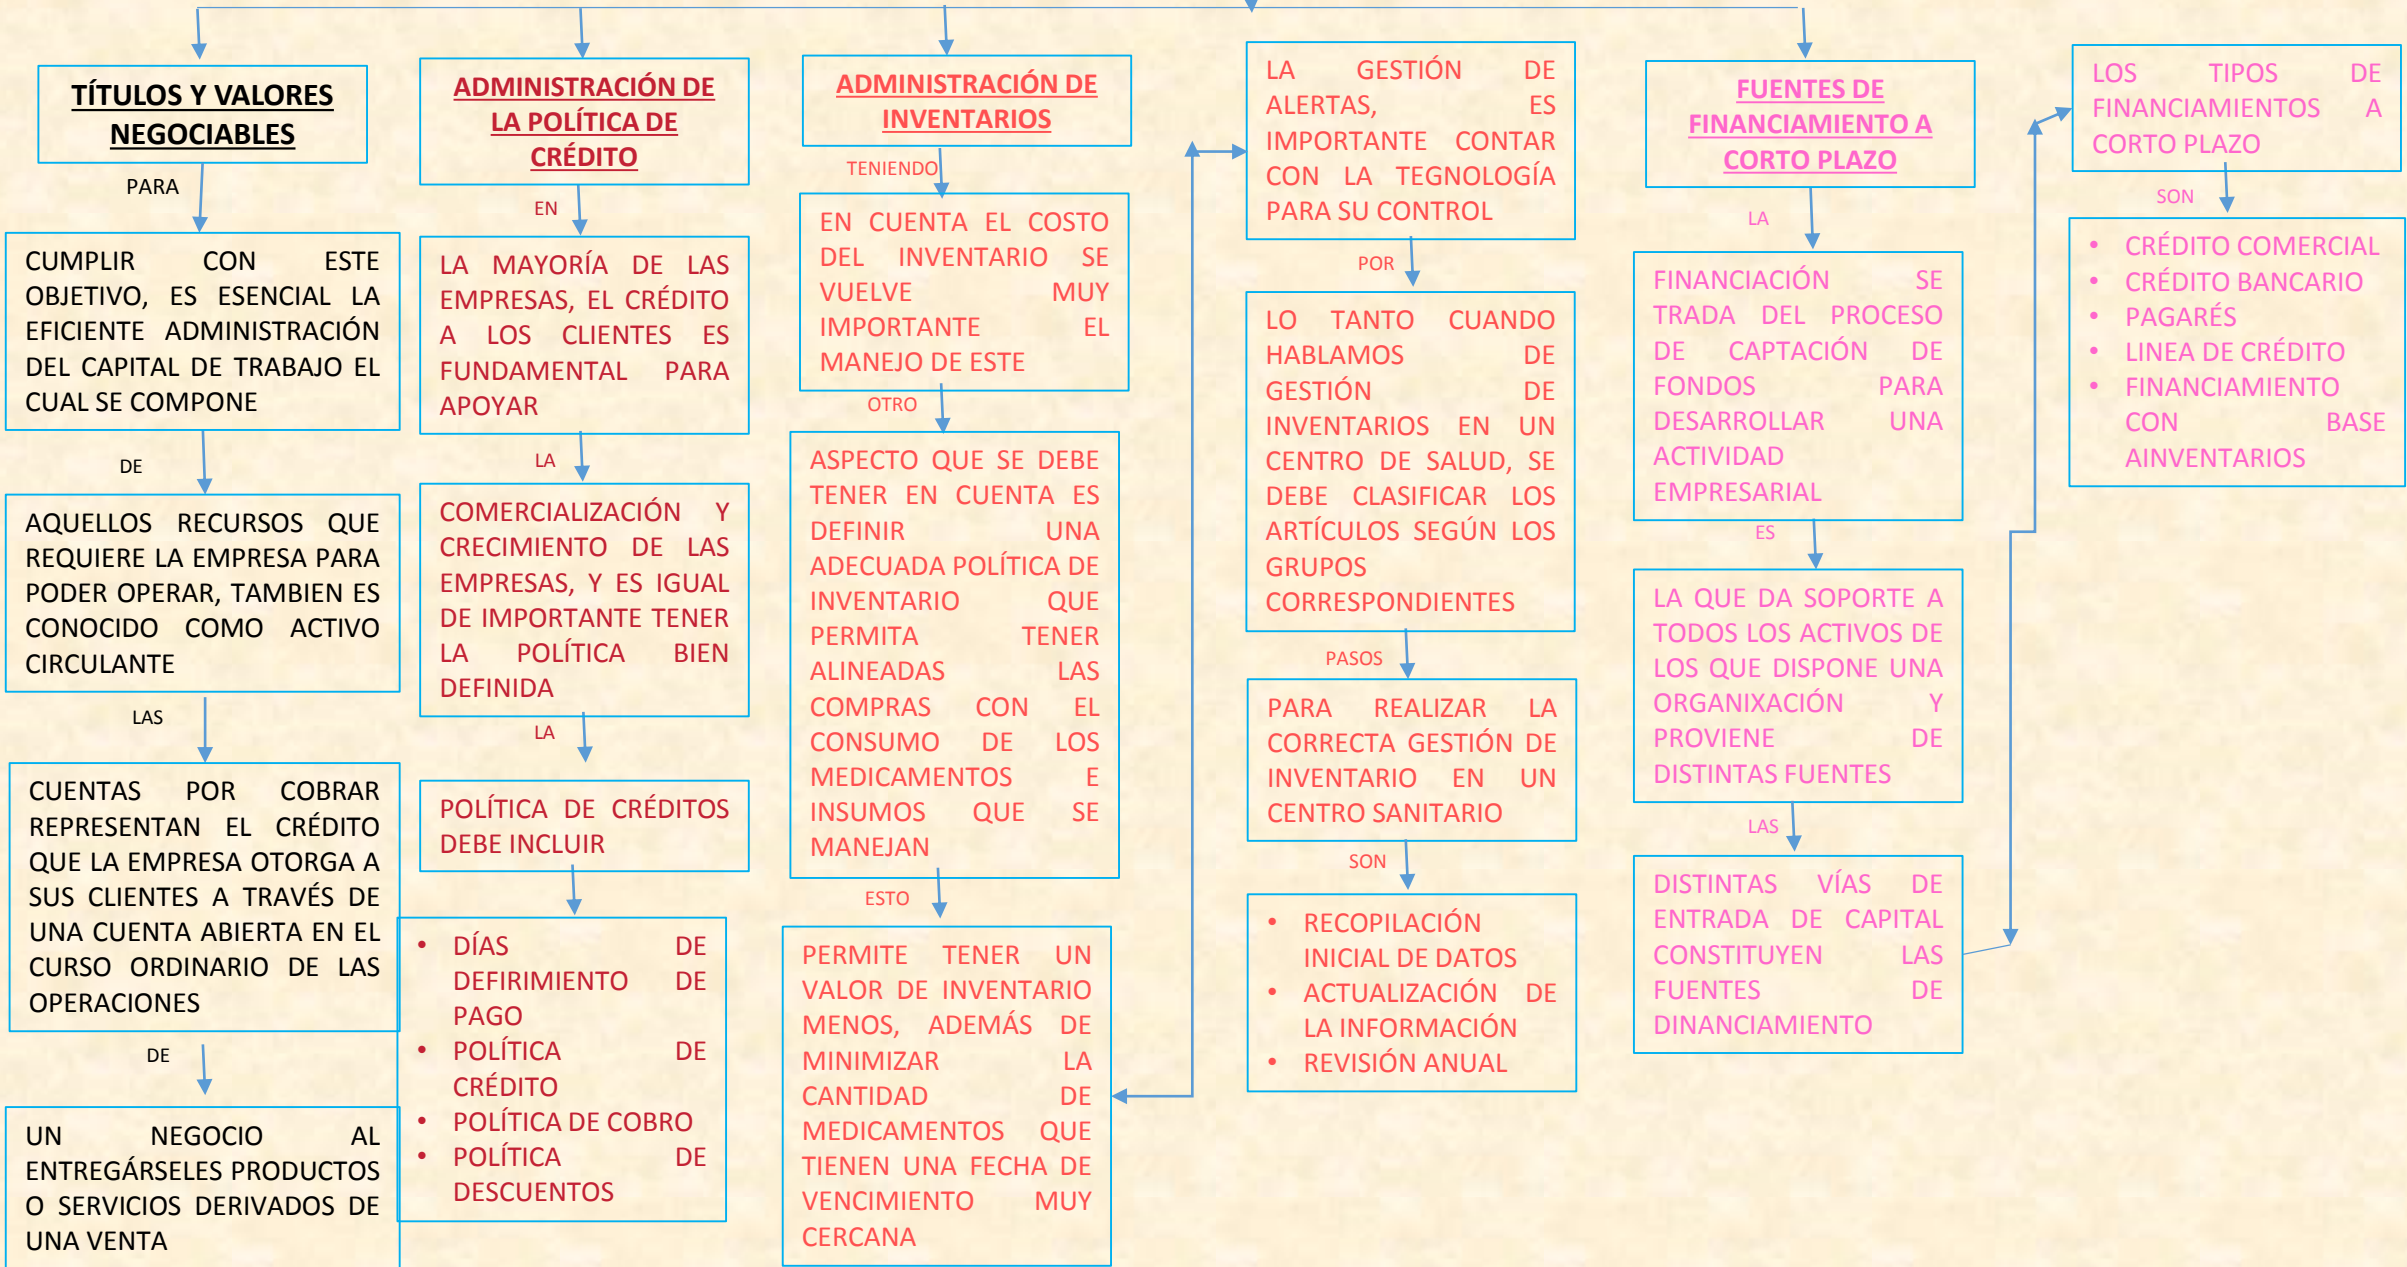 TÍTULOS Y VALORES
NEGOCIABLES
PARA
CUMPLIR CON ESTE
OBJETIVO, ES ESENCIAL LA
EFICIENTE ADMINISTRACIÓN
DEL CAPITAL DE TRABAJO EL
CUAL SE COMPONE
DE
AQUELLOS RECURSOS QUE
REQUIERE LA EMPRESA PARA
PODER OPERAR, TAMBIEN ES
CONOCIDO COMO ACTIVO
CIRCULANTE
LAS
CUENTAS POR COBRAR
REPRESENTAN EL CRÉDITO
QUE LA EMPRESA OTORGA A
SUS CLIENTES A TRAVÉS DE
UNA CUENTA ABIERTA EN EL
CURSO ORDINARIO DE LAS
OPERACIONES
DE
UN NEGOCIO AL
ENTREGÁRSELES PRODUCTOS
O SERVICIOS DERIVADOS DE
UNA VENTA
ADMINISTRACIÓN DE
LA POLÍTICA DE
CRÉDITO
EN
LA MAYORÍA DE LAS
EMPRESAS, EL CRÉDITO
A LOS CLIENTES ES
FUNDAMENTAL PARA
APOYAR
LA
COMERCIALIZACIÓN Y
CRECIMIENTO DE LAS
EMPRESAS, Y ES IGUAL
DE IMPORTANTE TENER
LA POLÍTICA BIEN
DEFINIDA
LA
POLÍTICA DE CRÉDITOS
DEBE INCLUIR
• DÍAS DE
DEFIRIMIENTO DE
PAGO
• POLÍTICA DE
CRÉDITO
• POLÍTICA DE COBRO
• POLÍTICA DE
DESCUENTOS
ADMINISTRACIÓN DE
INVENTARIOS
TENIENDO
EN CUENTA EL COSTO
DEL INVENTARIO SE
VUELVE MUY
IMPORTANTE EL
MANEJO DE ESTE
OTRO
ASPECTO QUE SE DEBE
TENER EN CUENTA ES
DEFINIR UNA
ADECUADA POLÍTICA DE
INVENTARIO QUE
PERMITA TENER
ALINEADAS LAS
COMPRAS CON EL
CONSUMO DE LOS
MEDICAMENTOS E
INSUMOS QUE SE
MANEJAN
ESTO
PERMITE TENER UN
VALOR DE INVENTARIO
MENOS, ADEMÁS DE
MINIMIZAR LA
CANTIDAD DE
MEDICAMENTOS QUE
TIENEN UNA FECHA DE
VENCIMIENTO MUY
CERCANA
LA GESTIÓN DE
ALERTAS, ES
IMPORTANTE CONTAR
CON LA TEGNOLOGÍA
PARA SU CONTROL
POR
LO TANTO CUANDO
HABLAMOS DE
GESTIÓN DE
INVENTARIOS EN UN
CENTRO DE SALUD, SE
DEBE CLASIFICAR LOS
ARTÍCULOS SEGÚN LOS
GRUPOS
CORRESPONDIENTES
PASOS
PARA REALIZAR LA
CORRECTA GESTIÓN DE
INVENTARIO EN UN
CENTRO SANITARIO
SON
• RECOPILACIÓN
INICIAL DE DATOS
• ACTUALIZACIÓN DE
LA INFORMACIÓN
• REVISIÓN ANUAL
FUENTES DE
FINANCIAMIENTO A
CORTO PLAZO
LA
FINANCIACIÓN SE
TRADA DEL PROCESO
DE CAPTACIÓN DE
FONDOS PARA
DESARROLLAR UNA
ACTIVIDAD
EMPRESARIAL
ES
LA QUE DA SOPORTE A
TODOS LOS ACTIVOS DE
LOS QUE DISPONE UNA
ORGANIXACIÓN Y
PROVIENE DE
DISTINTAS FUENTES
LAS
DISTINTAS VÍAS DE
ENTRADA DE CAPITAL
CONSTITUYEN LAS
FUENTES DE
DINANCIAMIENTO
LOS TIPOS DE
FINANCIAMIENTOS A
CORTO PLAZO
SON
• CRÉDITO COMERCIAL
• CRÉDITO BANCARIO
• PAGARÉS
• LINEA DE CRÉDITO
• FINANCIAMIENTO
CON BASE
AINVENTARIOS